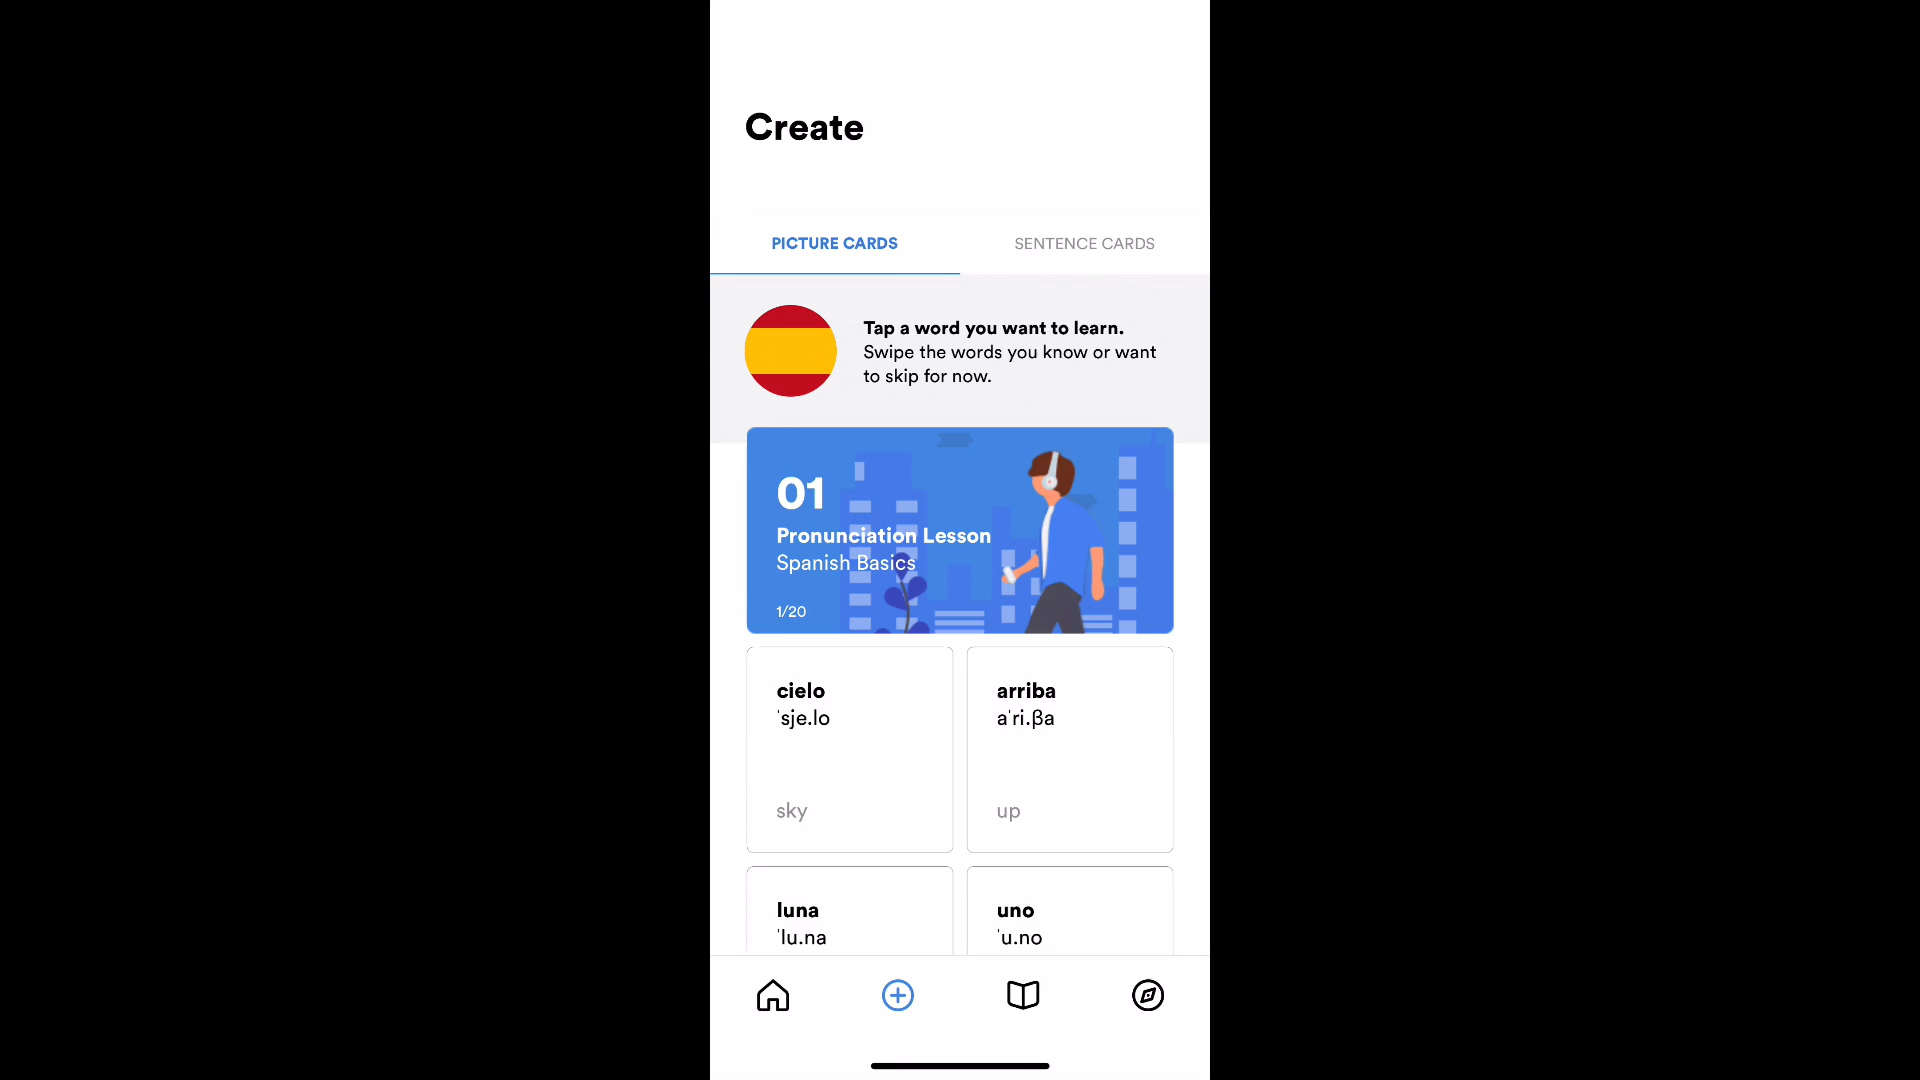 Create
PICTURE CARDS
SENTENCE CARDS
Tap a word you want to learn.
Swipe the words you know or want
to skip for now.
01
Pronunciation Lesson
Spanish Basics
1/20
cielo
ˈsje.lo
sky
arriba
aˈri.βa
up
luna
ˈlu.na
uno
ˈu.no